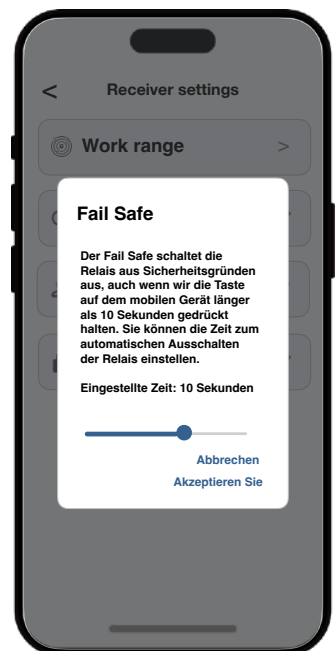 < Receiver settings
Work range >
Fail Safe
Der Fail Safe schaltet die
Relais aus Sicherheitsgründen
aus, auch wenn wir die Taste
auf dem mobilen Gerät länger
als 10 Sekunden gedrückt
halten. Sie können die Zeit zum
automatischen Ausschalten
der Relais einstellen.
Eingestellte Zeit: 10 Sekunden
Abbrechen
Akzeptieren Sie